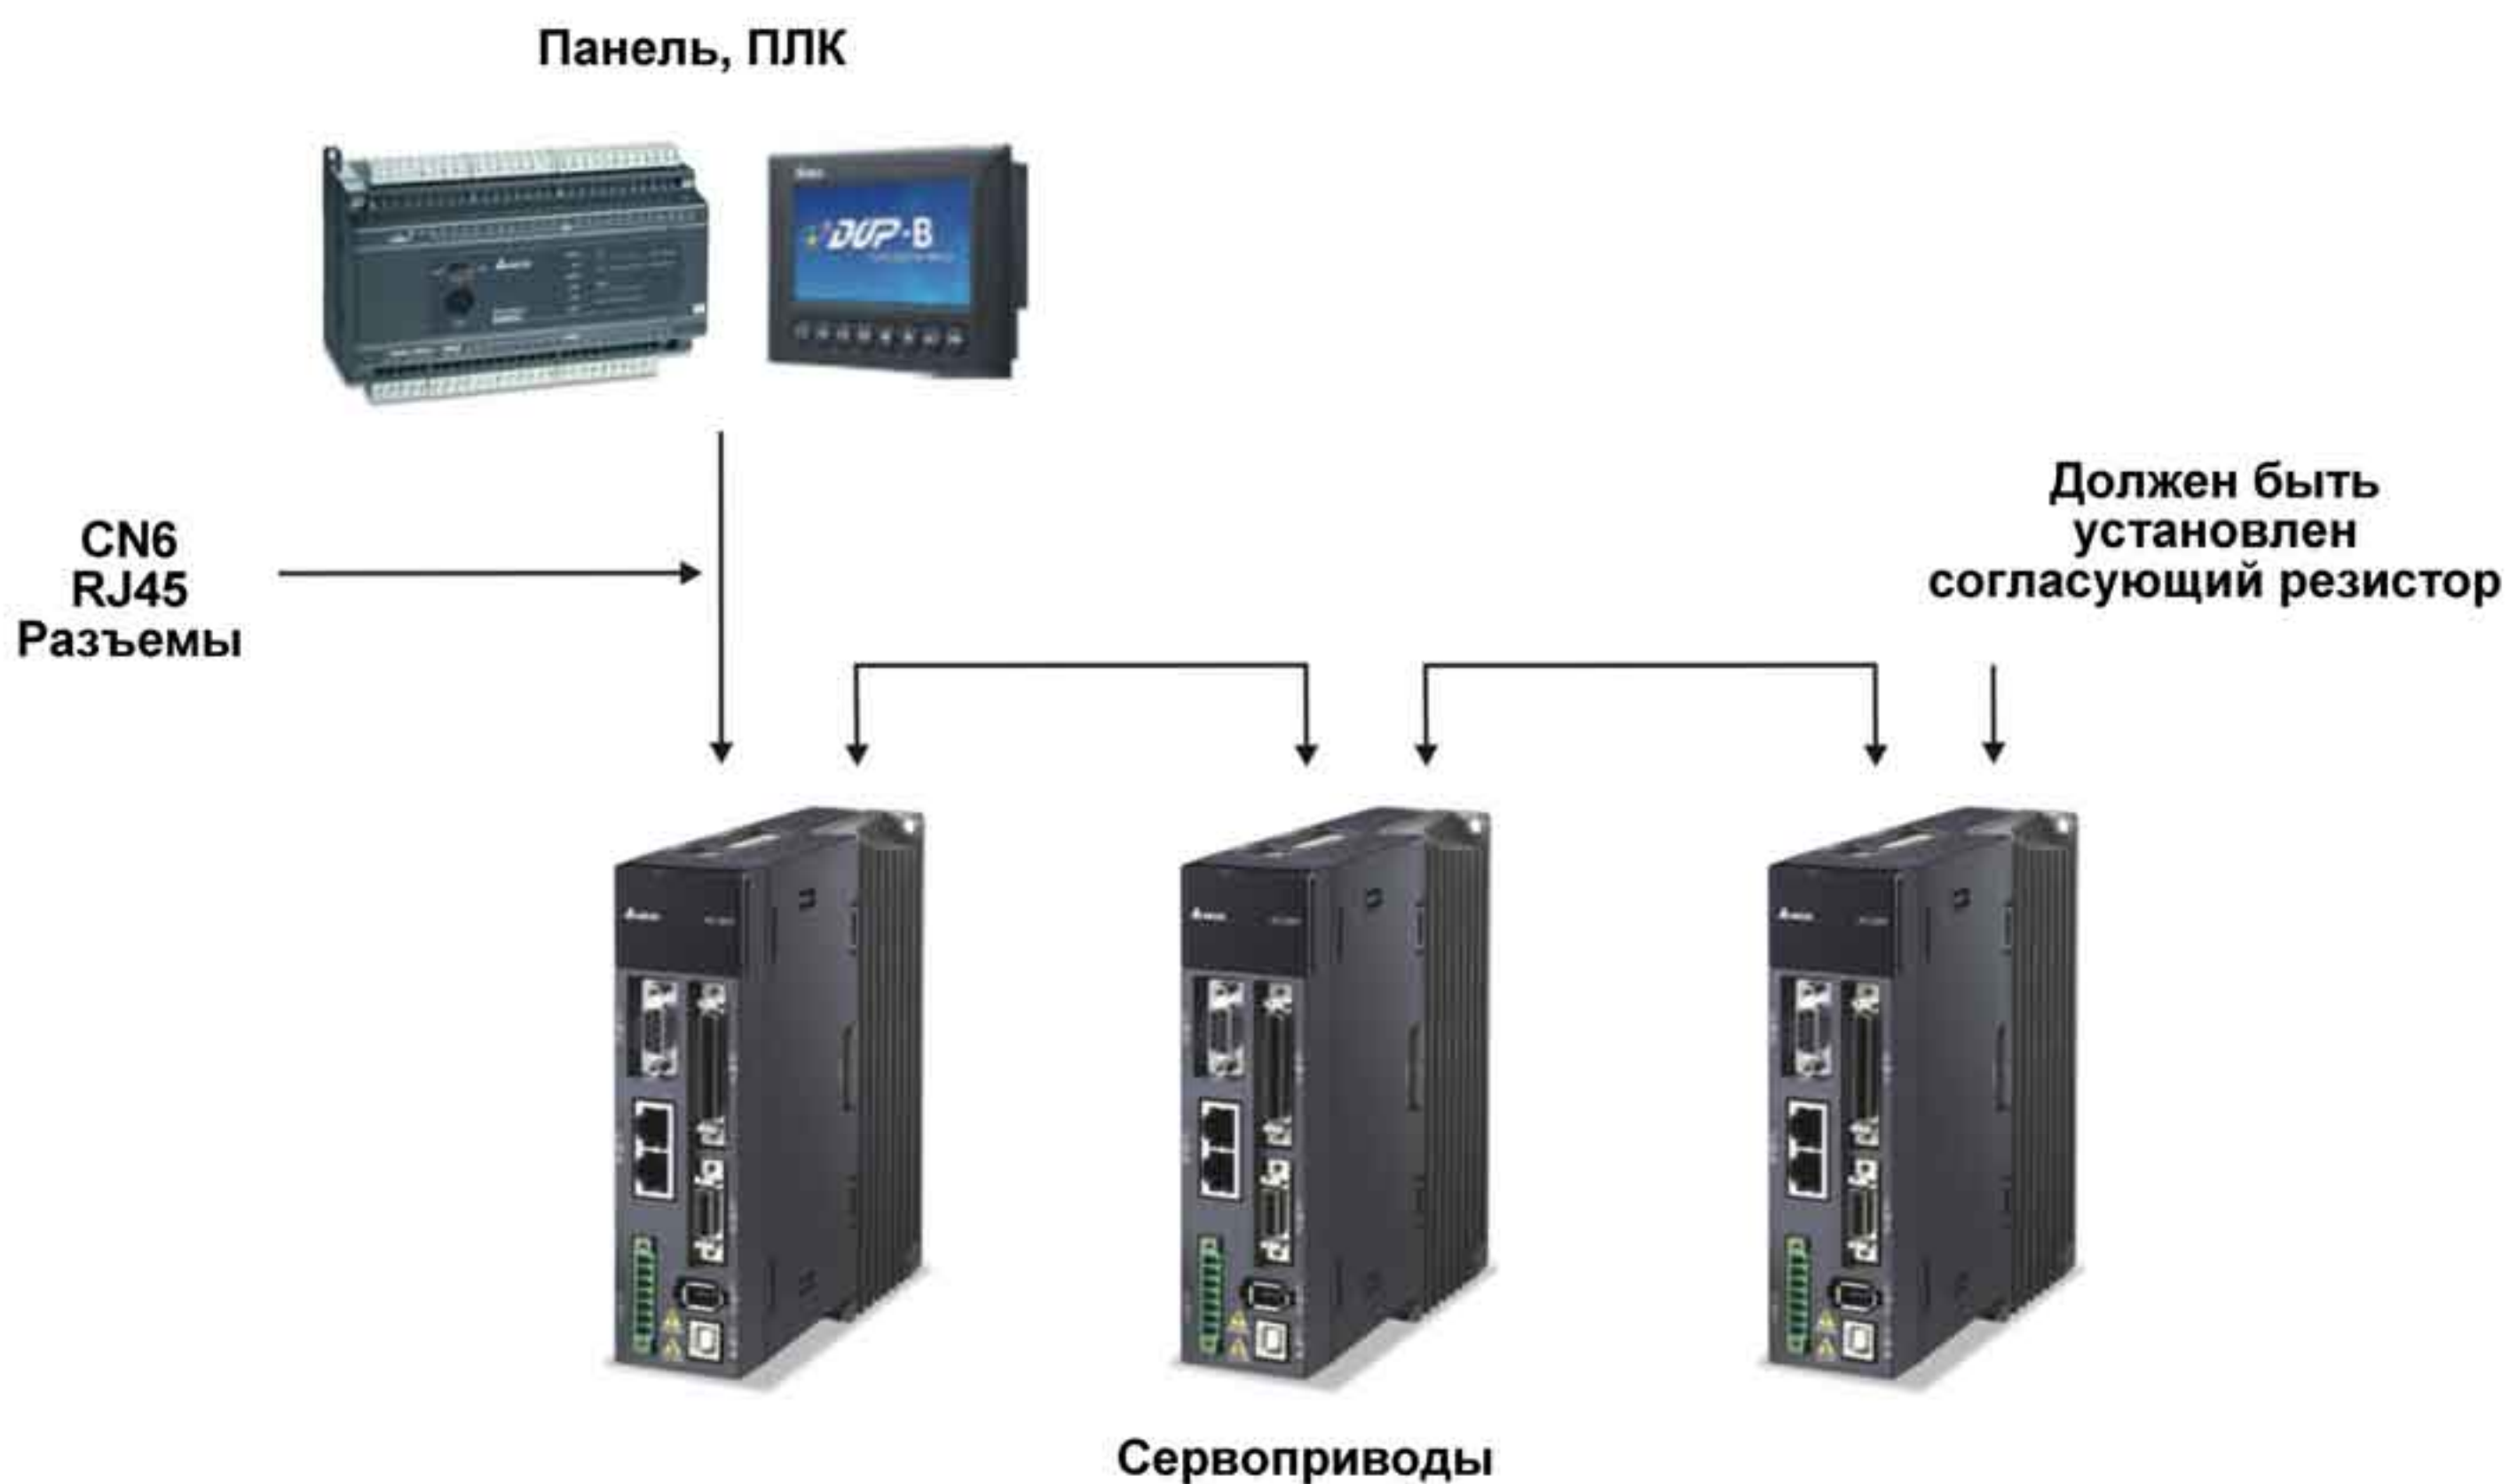 Панель, ПЛК
DOP-B
CN6
RJ45
Разъемы
Должен быть
установлен
согласующий резистор
Сервоприводы